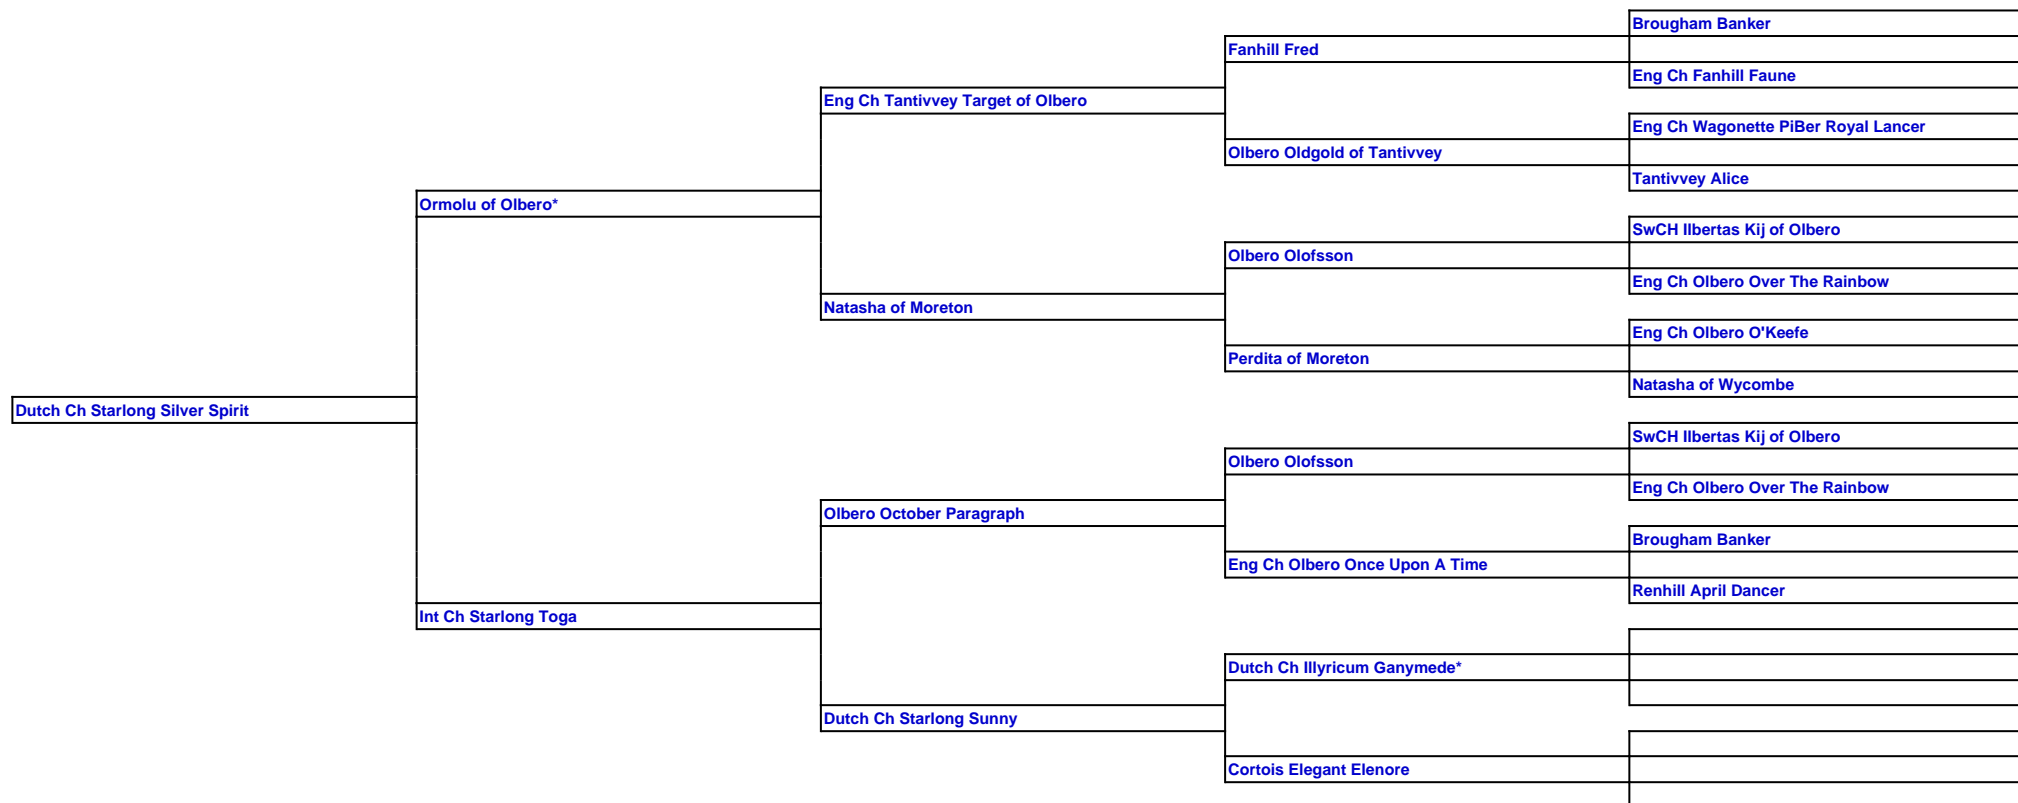 Brougham Banker
Fanhill Fred
Eng Ch Fanhill Faune
Eng Ch Tantivvey Target of Olbero
Eng Ch Wagonette PiBer Royal Lancer
Olbero Oldgold of Tantivvey
Tantivvey Alice
Ormolu of Olbero*
SwCH Ilbertas Kij of Olbero
Olbero Olofsson
Eng Ch Olbero Over The Rainbow
Natasha of Moreton
Eng Ch Olbero O'Keefe
Perdita of Moreton
Natasha of Wycombe
Dutch Ch Starlong Silver Spirit
SwCH Ilbertas Kij of Olbero
Olbero Olofsson
Eng Ch Olbero Over The Rainbow
Olbero October Paragraph
Brougham Banker
Eng Ch Olbero Once Upon A Time
Renhill April Dancer
Int Ch Starlong Toga
Dutch Ch Illyricum Ganymede*
Dutch Ch Starlong Sunny
Cortois Elegant Elenore